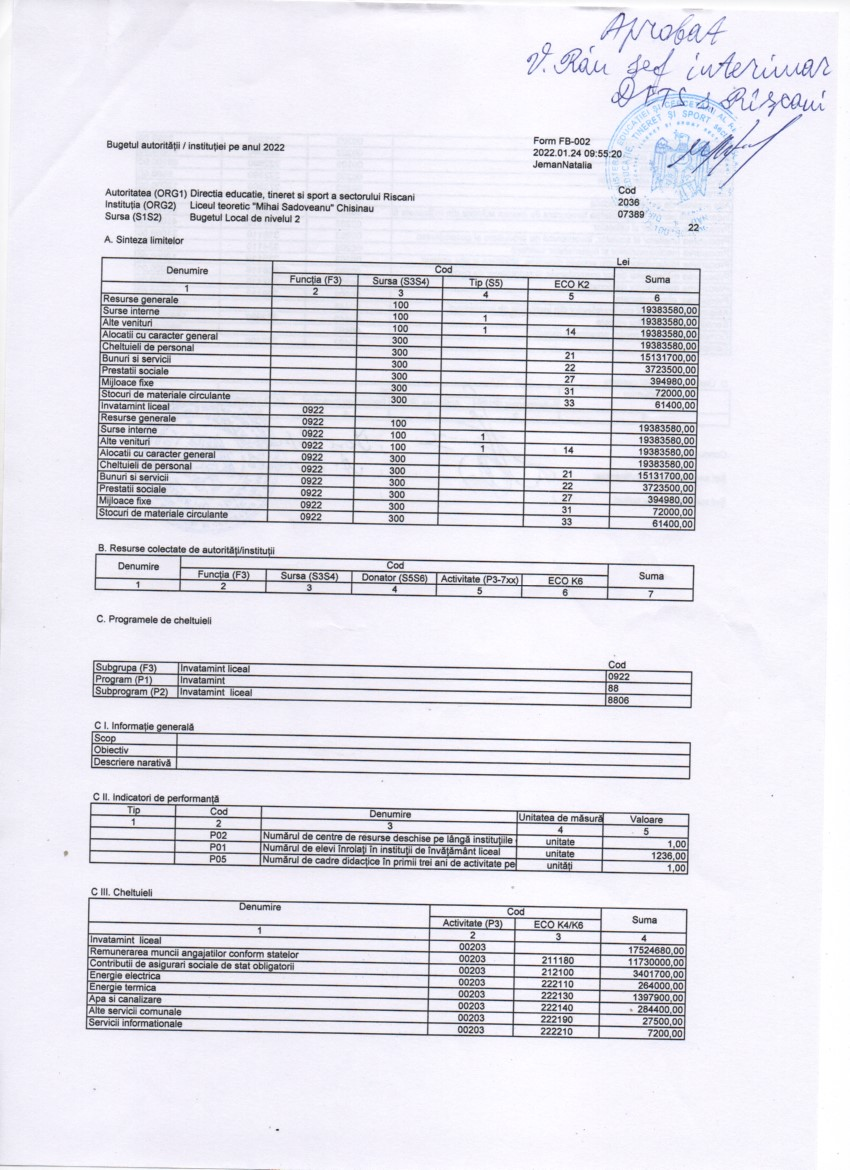 Aprobat
V. Rău șef interimar
DETS s. Rîșcani
Bugetul autorității / instituției pe anul 2022
Form FB-002
2022.01.24 09:55:20
JemanNatalia
Cod
Autoritatea (ORG1) Directia educatie, tineret si sport a sectorului Riscani 2036
Instituția (ORG2) Liceul teoretic "Mihai Sadoveanu" Chisinau 07389
Sursa (S1S2) Bugetul Local de nivelul 2 22
A. Sinteza limitelor
Lei
Denumire Cod Suma
Funcția (F3) Sursa (S3S4) Tip (S5) ECO K2
1 2 3 4 5 6
Resurse generale 100 19383580,00
Surse interne 100 1 19383580,00
Alte venituri 100 1 14 19383580,00
Alocatii cu caracter general 300 19383580,00
Cheltuieli de personal 300 21 15131700,00
Bunuri si servicii 300 22 3723500,00
Prestatii sociale 300 27 394980,00
Mijloace fixe 300 31 72000,00
Stocuri de materiale circulante 300 33 61400,00
Invatamint liceal 0922
Resurse generale 0922 100 19383580,00
Surse interne 0922 100 1 19383580,00
Alte venituri 0922 100 1 14 19383580,00
Alocatii cu caracter general 0922 300 19383580,00
Cheltuieli de personal 0922 300 21 15131700,00
Bunuri si servicii 0922 300 22 3723500,00
Prestatii sociale 0922 300 27 394980,00
Mijloace fixe 0922 300 31 72000,00
Stocuri de materiale circulante 0922 300 33 61400,00
B. Resurse colectate de autorități/instituții
Denumire Cod Suma
Funcția (F3) Sursa (S3S4) Donator (S5S6) Activitate (P3-7xx) ECO K6
1 2 3 4 5 6 7
C. Programele de cheltuieli
Cod
Subgrupa (F3) Invatamint liceal 0922
Program (P1) Invatamint 88
Subprogram (P2) Invatamint liceal 8806
C I. Informație generală
Scop
Obiectiv
Descriere narativă
C II. Indicatori de performanță
Tip Cod Denumire Unitatea de măsură Valoare
1 2 3 4 5
P02 Numărul de centre de resurse deschise pe lângă instituțiile unitate 1,00
P01 Numărul de elevi înrolați în instituții de învățământ liceal unitate 1236,00
P05 Numărul de cadre didactice în primii trei ani de activitate pe unități 1,00
C III. Cheltuieli
Denumire Cod Suma
Activitate (P3) ECO K4/K6
1 2 3 4
Invatamint liceal 00203 17524680,00
Remunerarea muncii angajatilor conform statelor 00203 211180 11730000,00
Contributii de asigurari sociale de stat obligatorii 00203 212100 3401700,00
Energie electrica 00203 222110 264000,00
Energie termica 00203 222130 1397900,00
Apa si canalizare 00203 222140 284400,00
Alte servicii comunale 00203 222190 27500,00
Servicii informationale 00203 222210 7200,00